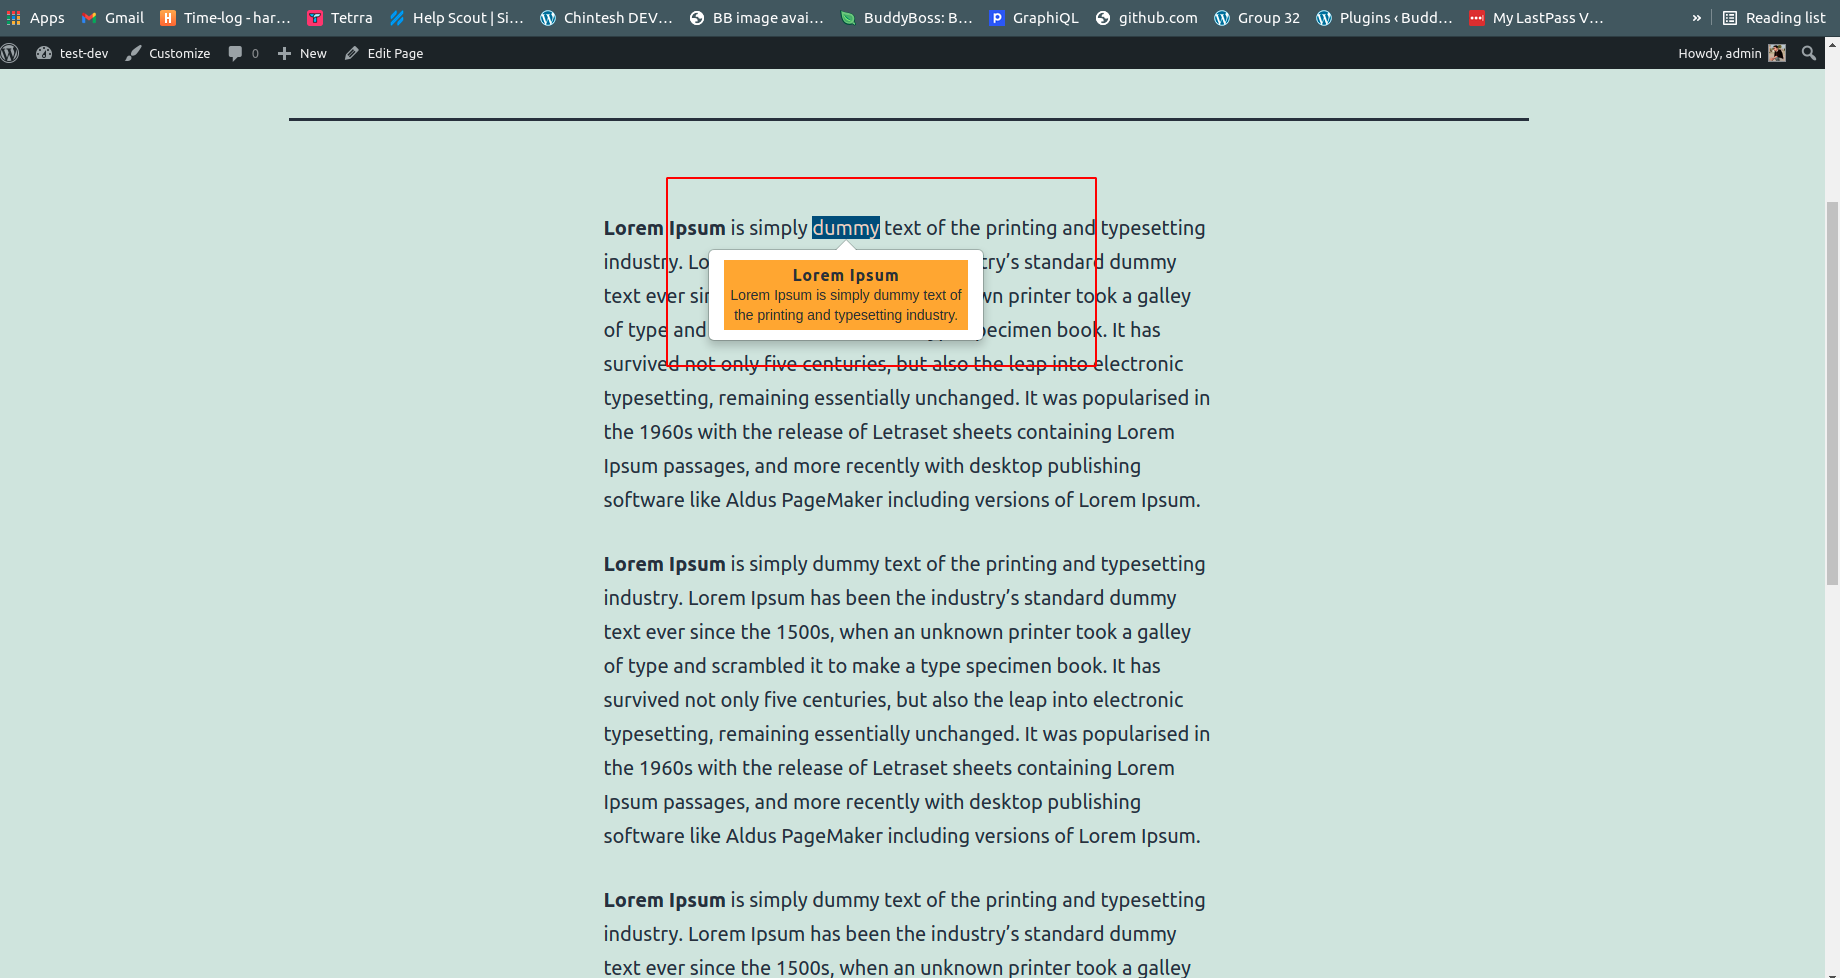 Apps Gmail Time-log - har... Tetrra Help Scout | Si... Chintesh DEV... BB image avai... BuddyBoss: B... GraphiQL github.com Group 32 Plugins ‹ Budd... My LastPass V... » Reading list
test-dev Customize 0 New Edit Page Howdy, admin
Lorem Ipsum is simply dummy text of the printing and typesetting
industry. Lo try’s standard dummy
text ever sin wn printer took a galley
of type and pecimen book. It has
Lorem Ipsum
Lorem Ipsum is simply dummy text of
the printing and typesetting industry.
survived not only five centuries, but also the leap into electronic
typesetting, remaining essentially unchanged. It was popularised in
the 1960s with the release of Letraset sheets containing Lorem
Ipsum passages, and more recently with desktop publishing
software like Aldus PageMaker including versions of Lorem Ipsum.
Lorem Ipsum is simply dummy text of the printing and typesetting
industry. Lorem Ipsum has been the industry’s standard dummy
text ever since the 1500s, when an unknown printer took a galley
of type and scrambled it to make a type specimen book. It has
survived not only five centuries, but also the leap into electronic
typesetting, remaining essentially unchanged. It was popularised in
the 1960s with the release of Letraset sheets containing Lorem
Ipsum passages, and more recently with desktop publishing
software like Aldus PageMaker including versions of Lorem Ipsum.
Lorem Ipsum is simply dummy text of the printing and typesetting
industry. Lorem Ipsum has been the industry’s standard dummy
text ever since the 1500s, when an unknown printer took a galley